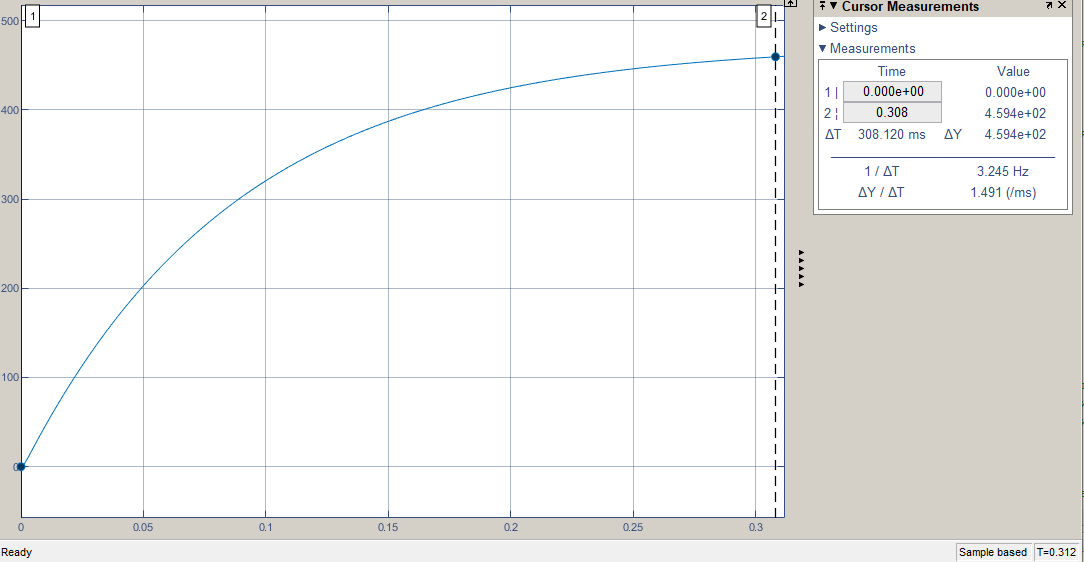 500
400
300
200
100
0
1
2
0
0.05
0.1
0.15
0.2
0.25
0.3
▼ Cursor Measurements
▶ Settings
▼ Measurements
Time Value
1 | 0.000e+00 0.000e+00
2 ¦ 0.308 4.594e+02
ΔT 308.120 ms ΔY 4.594e+02
1 / ΔT 3.245 Hz
ΔY / ΔT 1.491 (/ms)
Ready
Sample based
T=0.312